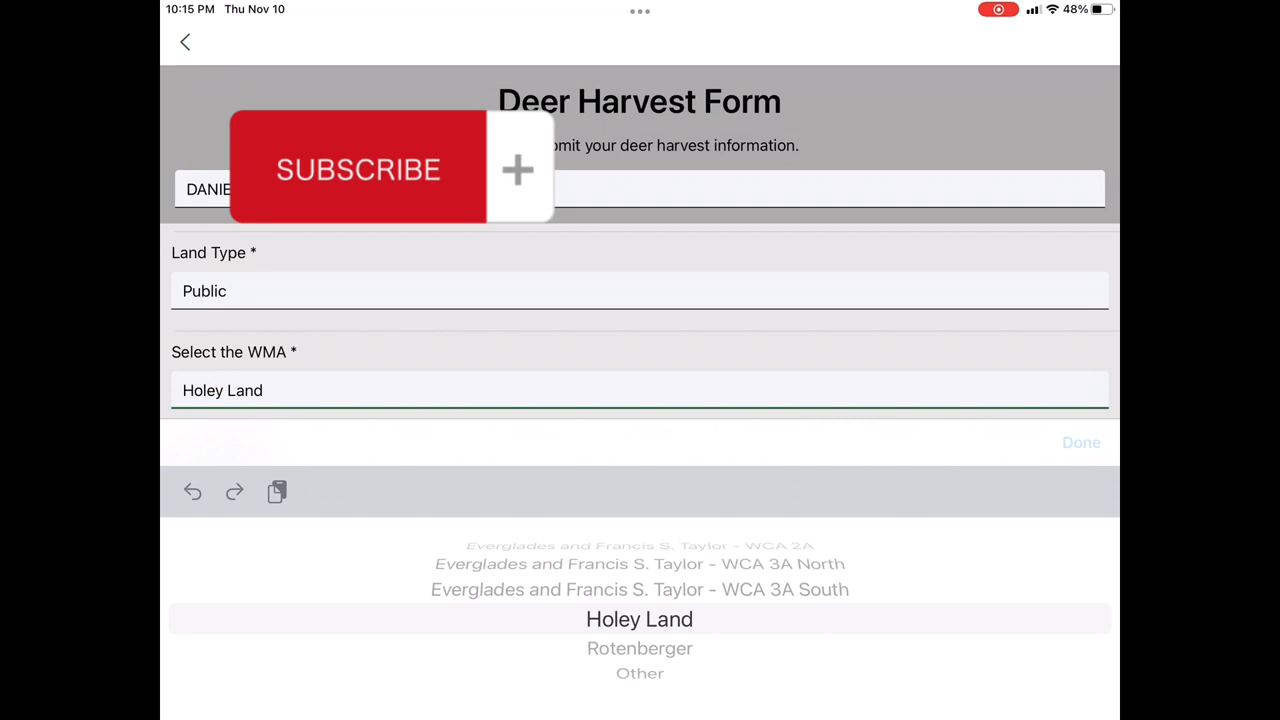 10:15 PM Thu Nov 10
48%
Deer Harvest Form
your deer harvest information.
SUBSCRIBE
Land Type *
Public
Select the WMA *
Holey Land
Done
Everglades and Francis S. Taylor - WCA 2A
Everglades and Francis S. Taylor - WCA 3A North
Everglades and Francis S. Taylor - WCA 3A South
Holey Land
Rotenberger
Other